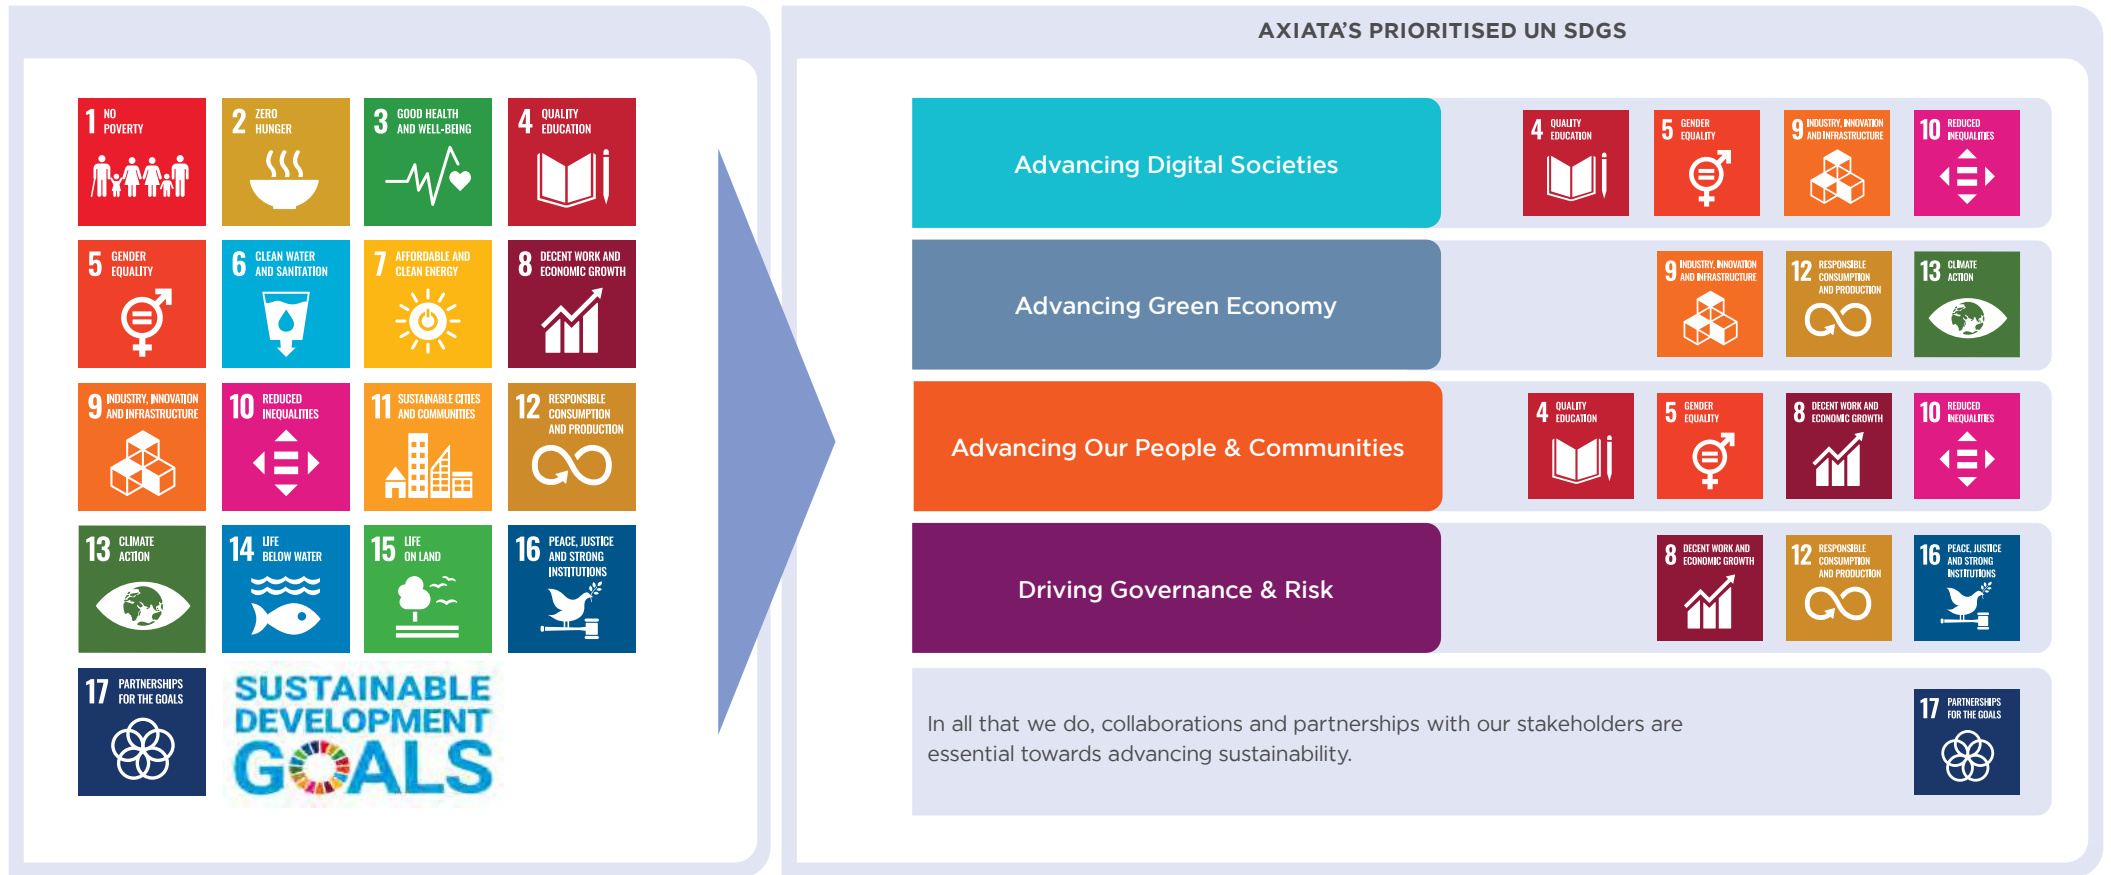 AXIATA'S PRIORITISED UN SDGS
1 NO
POVERTY
2 ZERO
HUNGER
3 GOOD HEALTH
AND WELL-BEING
4 QUALITY
EDUCATION
5 GENDER
EQUALITY
6 CLEAN WATER
AND SANITATION
7 AFFORDABLE AND
CLEAN ENERGY
8 DECENT WORK AND
ECONOMIC GROWTH
9 INDUSTRY, INNOVATION
AND INFRASTRUCTURE
10 REDUCED
INEQUALITIES
11 SUSTAINABLE CITIES
AND COMMUNITIES
12 RESPONSIBLE
CONSUMPTION
AND PRODUCTION
13 CLIMATE
ACTION
14 LIFE
BELOW WATER
15 LIFE
ON LAND
16 PEACE, JUSTICE
AND STRONG
INSTITUTIONS
17 PARTNERSHIPS
FOR THE GOALS
SUSTAINABLE
DEVELOPMENT
GOALS
Advancing Digital Societies
4 QUALITY
EDUCATION
5 GENDER
EQUALITY
9 INDUSTRY, INNOVATION
AND INFRASTRUCTURE
10 REDUCED
INEQUALITIES
Advancing Green Economy
9 INDUSTRY, INNOVATION
AND INFRASTRUCTURE
12 RESPONSIBLE
CONSUMPTION
AND PRODUCTION
13 CLIMATE
ACTION
Advancing Our People & Communities
4 QUALITY
EDUCATION
5 GENDER
EQUALITY
8 DECENT WORK AND
ECONOMIC GROWTH
10 REDUCED
INEQUALITIES
Driving Governance & Risk
8 DECENT WORK AND
ECONOMIC GROWTH
12 RESPONSIBLE
CONSUMPTION
AND PRODUCTION
16 PEACE, JUSTICE
AND STRONG
INSTITUTIONS
In all that we do, collaborations and partnerships with our stakeholders are
essential towards advancing sustainability.
17 PARTNERSHIPS
FOR THE GOALS